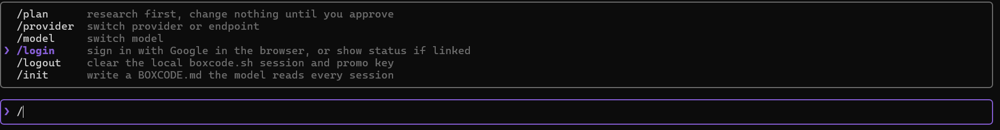 /plan research first, change nothing until you approve
/provider switch provider or endpoint
/model switch model
❯ /login sign in with Google in the browser, or show status if linked
/logout clear the local boxcode.sh session and promo key
/init write a BOXCODE.md the model reads every session
❯ /